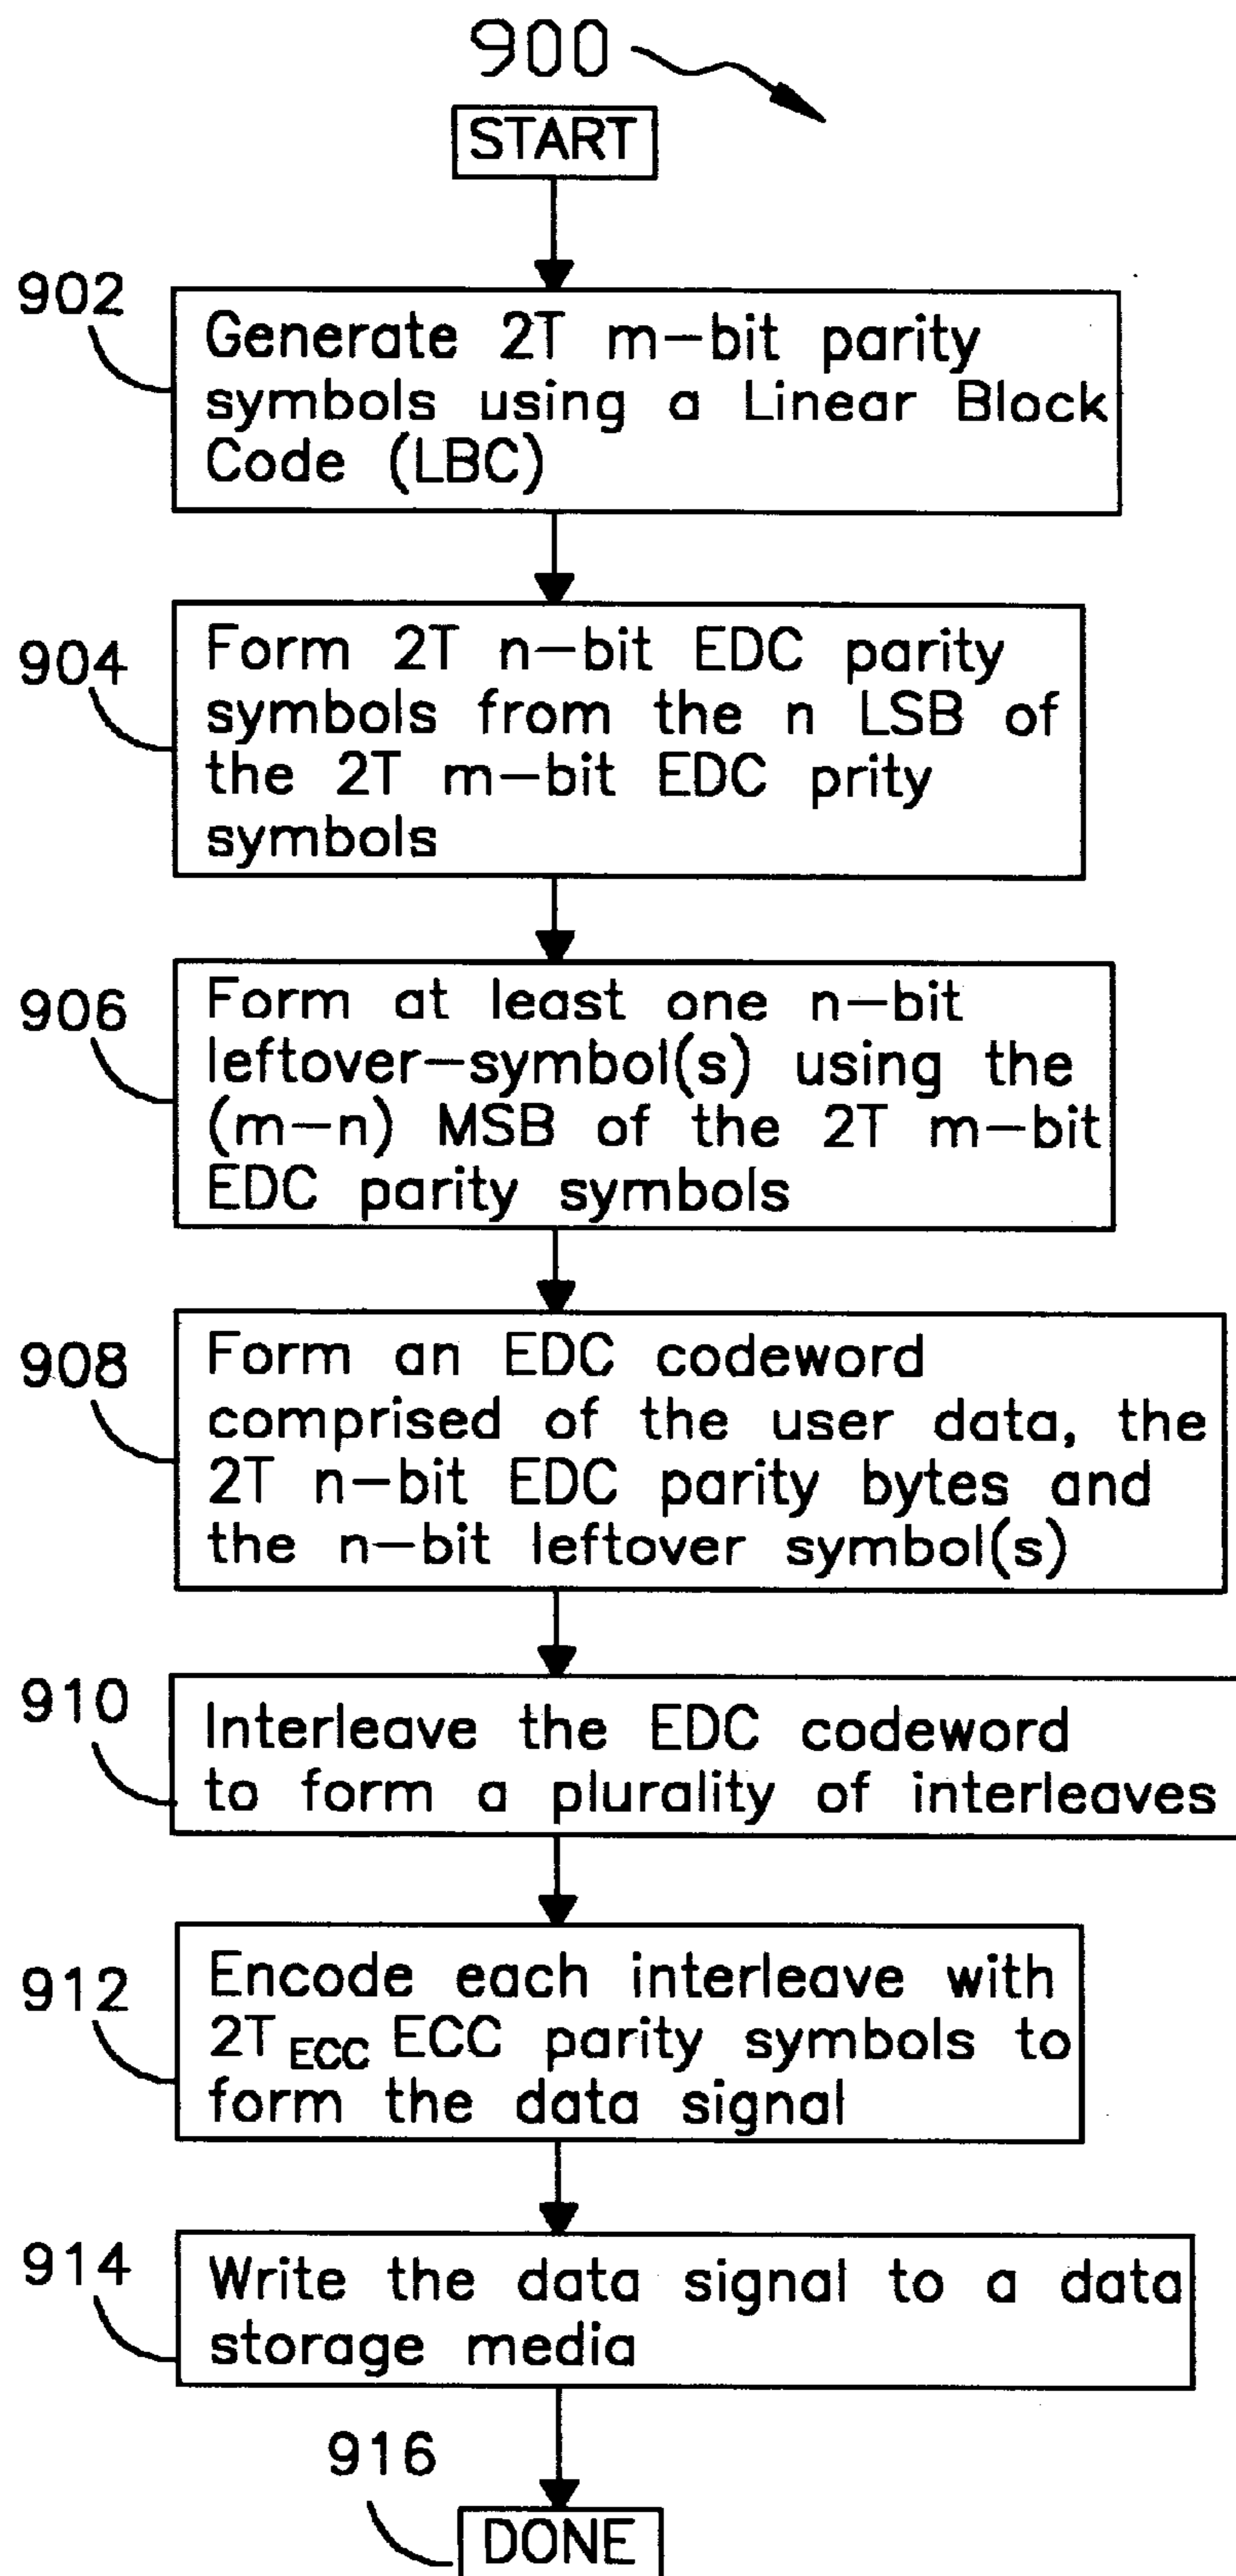 900
START
902
Generate 2T m-bit parity
symbols using a Linear Block
Code (LBC)
904
Form 2T n-bit EDC parity
symbols from the n LSB of
the 2T m-bit EDC prity
symbols
906
Form at least one n-bit
leftover-symbol(s) using the
(m-n) MSB of the 2T m-bit
EDC parity symbols
908
Form an EDC codeword
comprised of the user data, the
2T n-bit EDC parity bytes and
the n-bit leftover symbol(s)
910
Interleave the EDC codeword
to form a plurality of interleaves
912
Encode each interleave with
2T ECC ECC parity symbols to
form the data signal
914
Write the data signal to a data
storage media
916
DONE